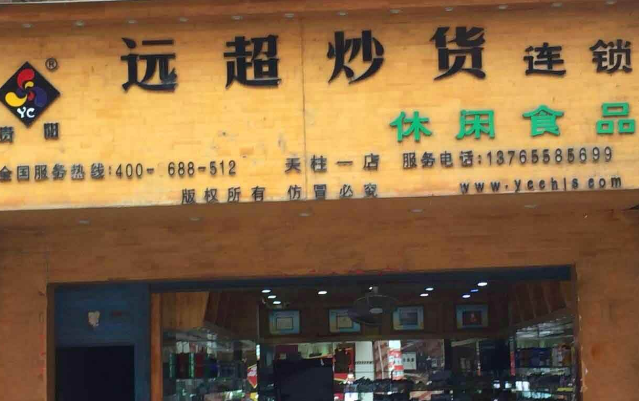 远超炒货连锁
YC
贵阳
休闲食品
全国服务热线:400- 688-512 天柱一店 服务电话:13765585699
版权所有 仿冒必究 www.ycchjs.com